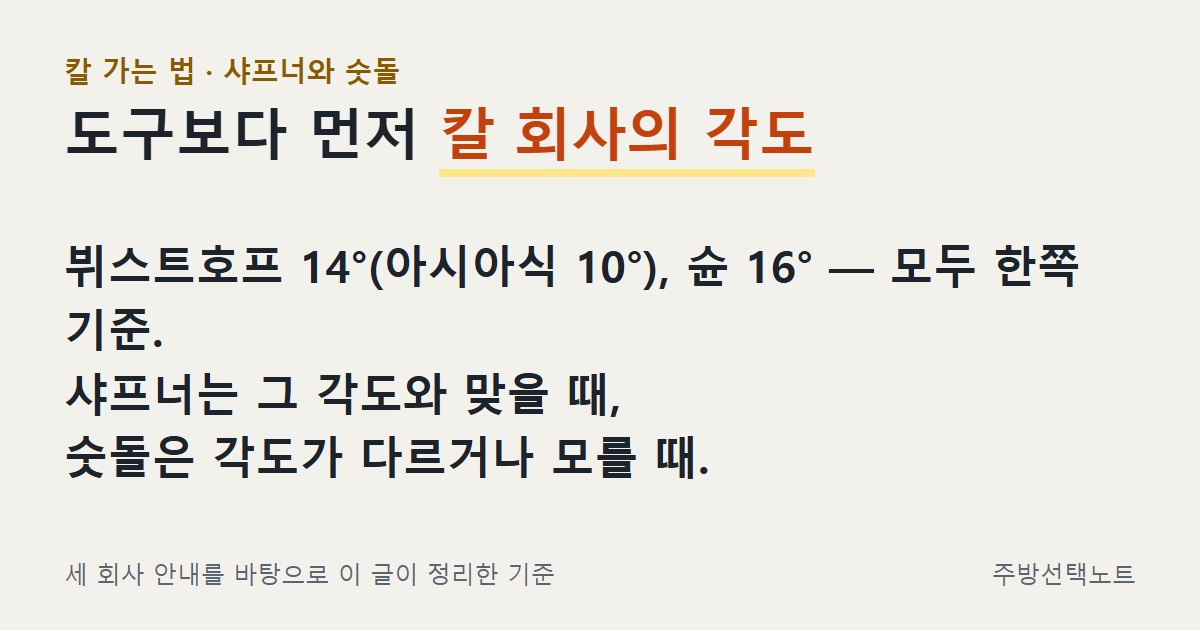 칼 가는 법 · 샤프너와 숫돌
도구보다 먼저 칼 회사의 각도
뷔스트호프 14°(아시아식 10°), 슌 16° — 모두 한쪽
기준.
샤프너는 그 각도와 맞을 때,
숫돌은 각도가 다르거나 모를 때.
세 회사 안내를 바탕으로 이 글이 정리한 기준
주방선택노트